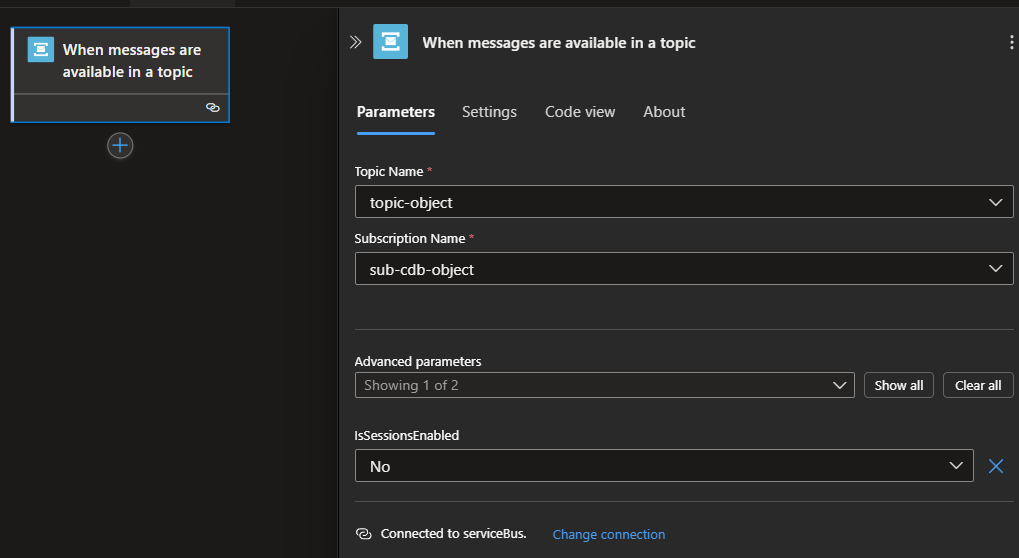 When messages are
available in a topic
When messages are available in a topic
Parameters Settings Code view About
Topic Name *
topic-object
Subscription Name *
sub-cdb-object
Advanced parameters
Showing 1 of 2 Show all Clear all
IsSessionsEnabled
No
Connected to serviceBus. Change connection